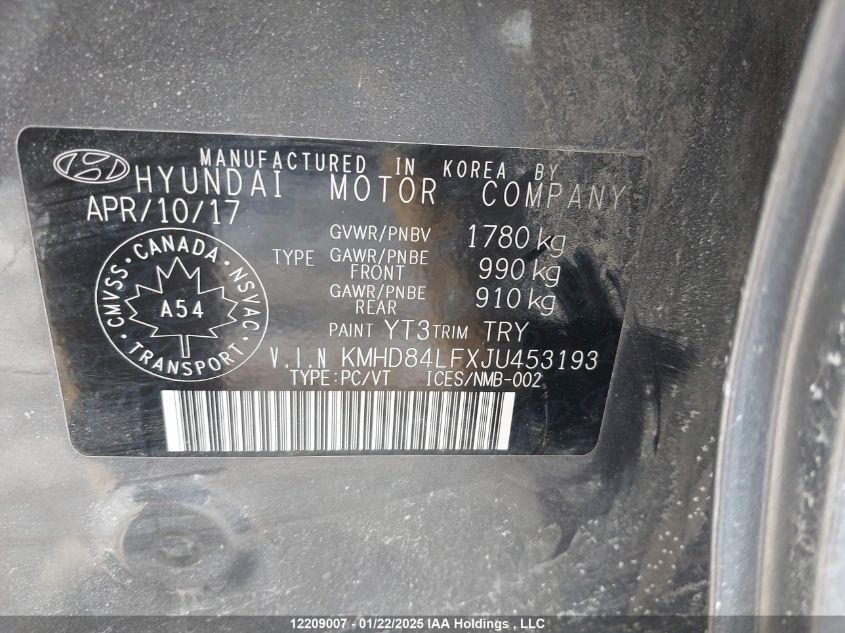 MANUFACTURED IN KOREA BY
HYUNDAI MOTOR COMPANY
APR/10/17
GVWR/PNBV 1780 kg
TYPE GAWR/PNBE FRONT 990 kg
GAWR/PNBE REAR 910 kg
PAINT YT3 TRIM TRY
V.I.N KMHD84LFXJU453193
TYPE:PC/VT ICES/NMB-002
CMVSS · CANADA · NSVAC · TRANSPORT ·
A54
12209007 - 01/22/2025 IAA Holdings , LLC